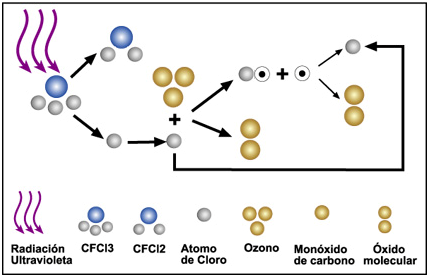 +
+
Radiación Ultravioleta
CFCl3
CFCl2
Atomo de Cloro
Ozono
Monóxido de carbono
Óxido molecular